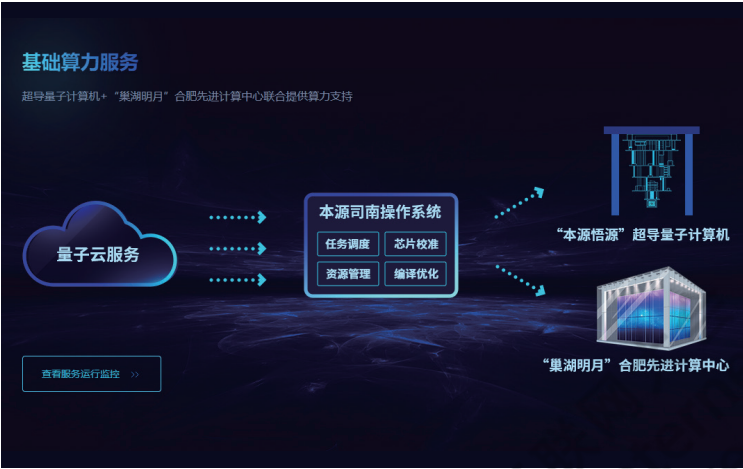 基础算力服务
超导量子计算机+“巢湖明月”合肥先进计算中心联合提供算力支持
量子云服务
本源司南操作系统
任务调度
芯片校准
资源管理
编译优化
“本源悟源”超导量子计算机
“巢湖明月”合肥先进计算中心
查看服务运行监控 >>